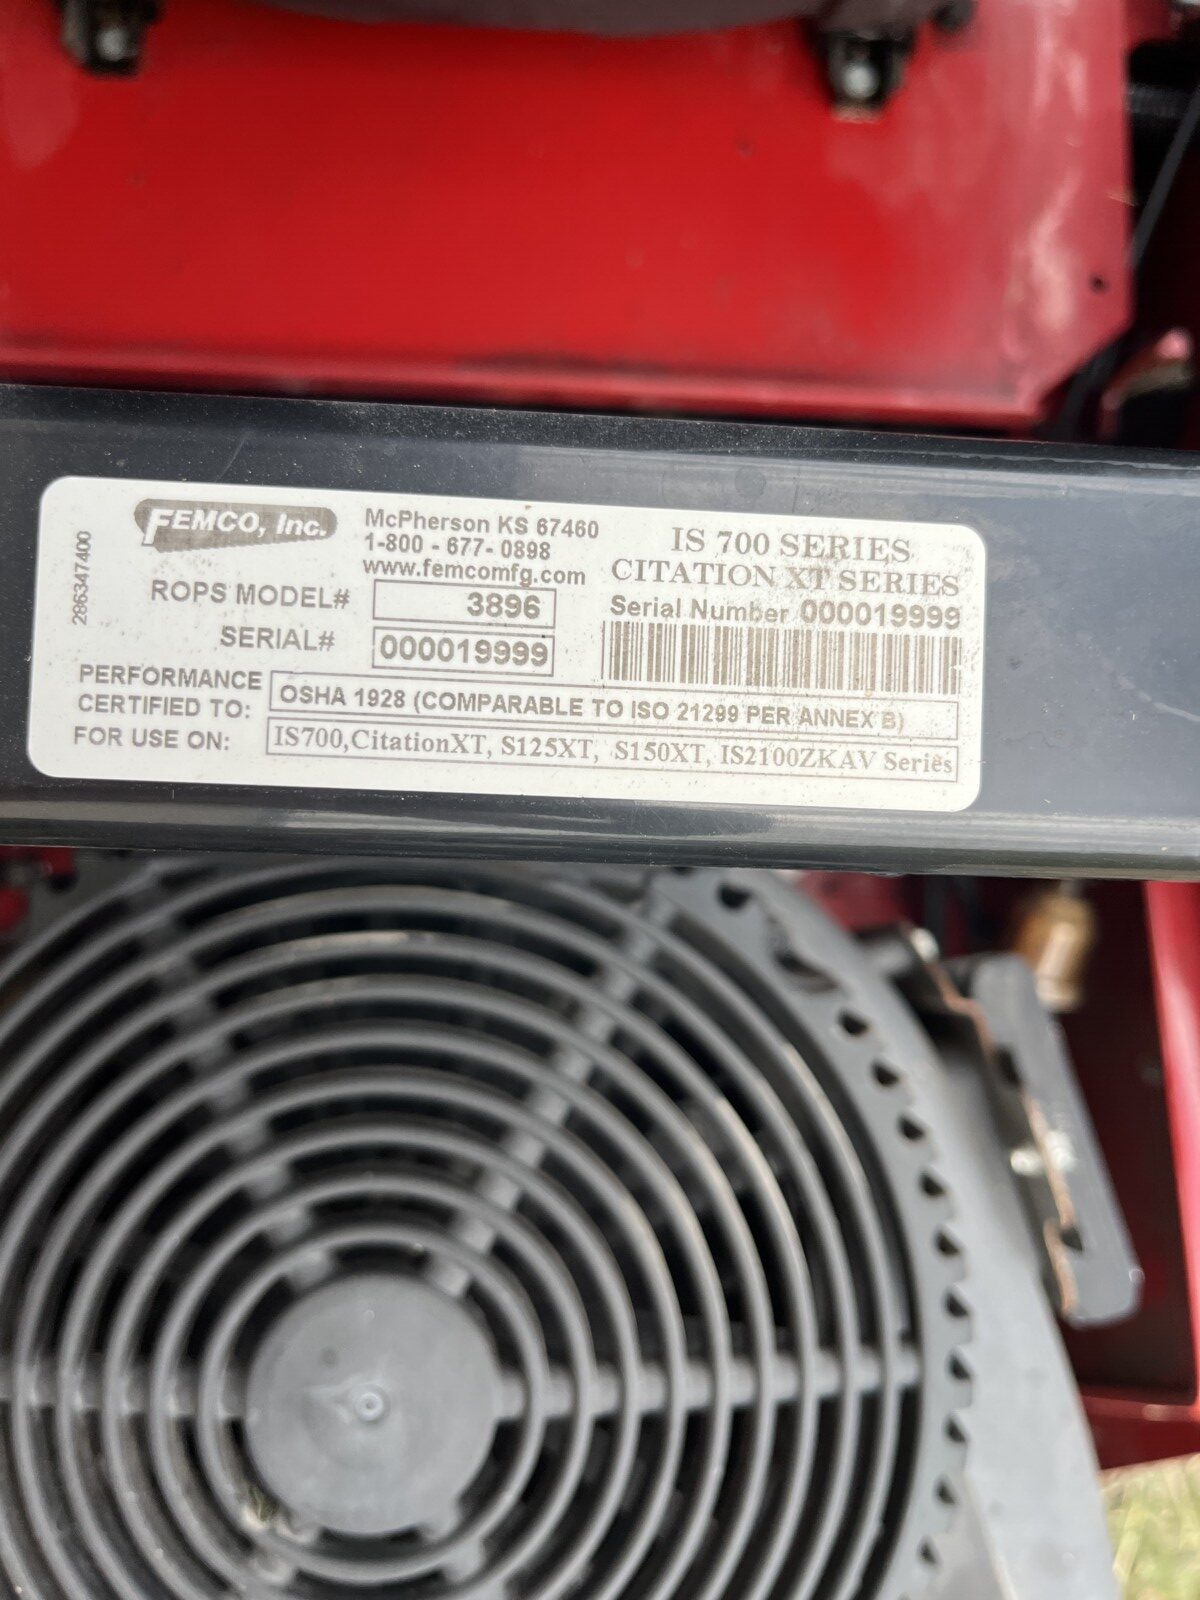 286347400
FEMCO, Inc.
McPherson KS 67460
1-800 - 677- 0898
www.femcomfg.com
ROPS MODEL# 3896
SERIAL# 000019999
IS 700 SERIES
CITATION XT SERIES
Serial Number 000019999
PERFORMANCE
CERTIFIED TO: OSHA 1928 (COMPARABLE TO ISO 21299 PER ANNEX B)
FOR USE ON: IS700,CitationXT, S125XT, S150XT, IS2100ZKAV Series